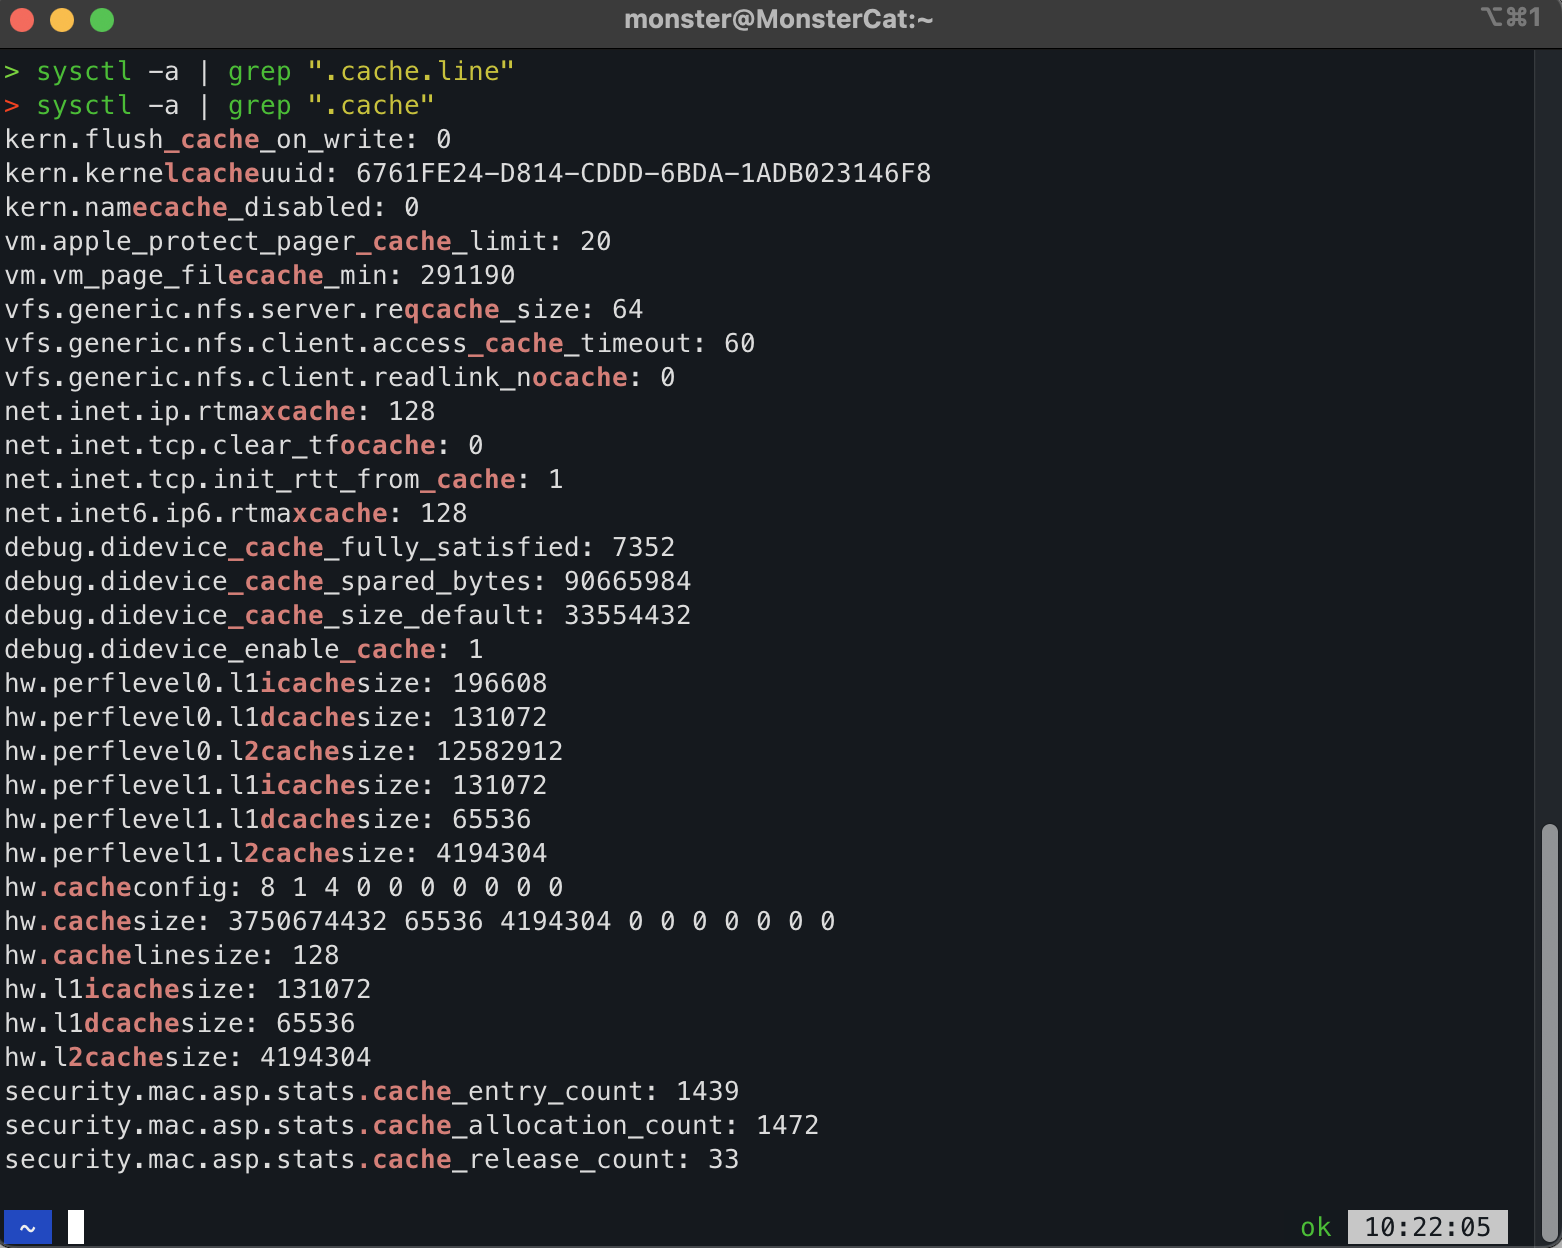 monster@MonsterCat:~
⌥⌘1
> sysctl -a | grep ".cache.line"
> sysctl -a | grep ".cache"
kern.flush_cache_on_write: 0
kern.kernelcacheuuid: 6761FE24-D814-CDDD-6BDA-1ADB023146F8
kern.namecache_disabled: 0
vm.apple_protect_pager_cache_limit: 20
vm.vm_page_filecache_min: 291190
vfs.generic.nfs.server.reqcache_size: 64
vfs.generic.nfs.client.access_cache_timeout: 60
vfs.generic.nfs.client.readlink_nocache: 0
net.inet.ip.rtmaxcache: 128
net.inet.tcp.clear_tfocache: 0
net.inet.tcp.init_rtt_from_cache: 1
net.inet6.ip6.rtmaxcache: 128
debug.didevice_cache_fully_satisfied: 7352
debug.didevice_cache_spared_bytes: 90665984
debug.didevice_cache_size_default: 33554432
debug.didevice_enable_cache: 1
hw.perflevel0.l1icachesize: 196608
hw.perflevel0.l1dcachesize: 131072
hw.perflevel0.l2cachesize: 12582912
hw.perflevel1.l1icachesize: 131072
hw.perflevel1.l1dcachesize: 65536
hw.perflevel1.l2cachesize: 4194304
hw.cacheconfig: 8 1 4 0 0 0 0 0 0 0
hw.cachesize: 3750674432 65536 4194304 0 0 0 0 0 0 0
hw.cachelinesize: 128
hw.l1icachesize: 131072
hw.l1dcachesize: 65536
hw.l2cachesize: 4194304
security.mac.asp.stats.cache_entry_count: 1439
security.mac.asp.stats.cache_allocation_count: 1472
security.mac.asp.stats.cache_release_count: 33
~
ok 10:22:05